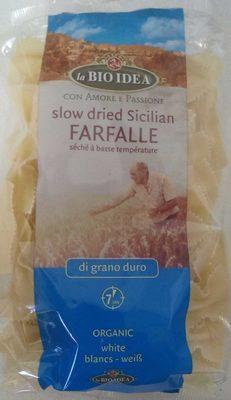 la BIO IDEA
CON AMORE E PASSIONE
slow dried Sicilian
FARFALLE
séché à basse température
di grano duro
7
ORGANIC
white
blancs - weiß
la BIO IDEA